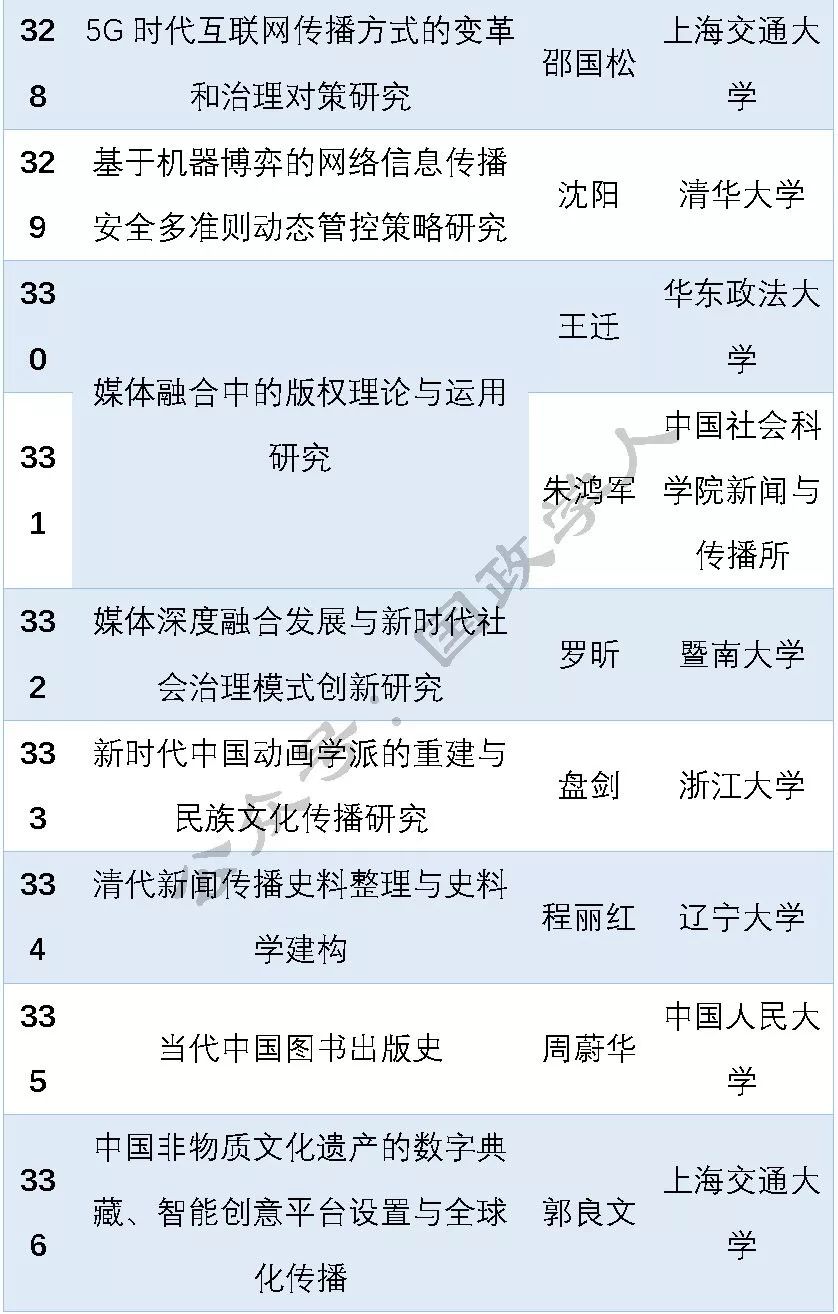 328 5G时代互联网传播方式的变革和治理对策研究 邵国松 上海交通大学
329 基于机器博弈的网络信息传播安全多准则动态管控策略研究 沈阳 清华大学
330 媒体融合中的版权理论与运用研究 王迁 华东政法大学
331 朱鸿军 中国社会科学院新闻与传播所
332 媒体深度融合发展与新时代社会治理模式创新研究 罗昕 暨南大学
333 新时代中国动画学派的重建与民族文化传播研究 盘剑 浙江大学
334 清代新闻传播史料整理与史料学建构 程丽红 辽宁大学
335 当代中国图书出版史 周蔚华 中国人民大学
336 中国非物质文化遗产的数字典藏、智能创意平台设置与全球化传播 郭良文 上海交通大学
公众号：国政学人